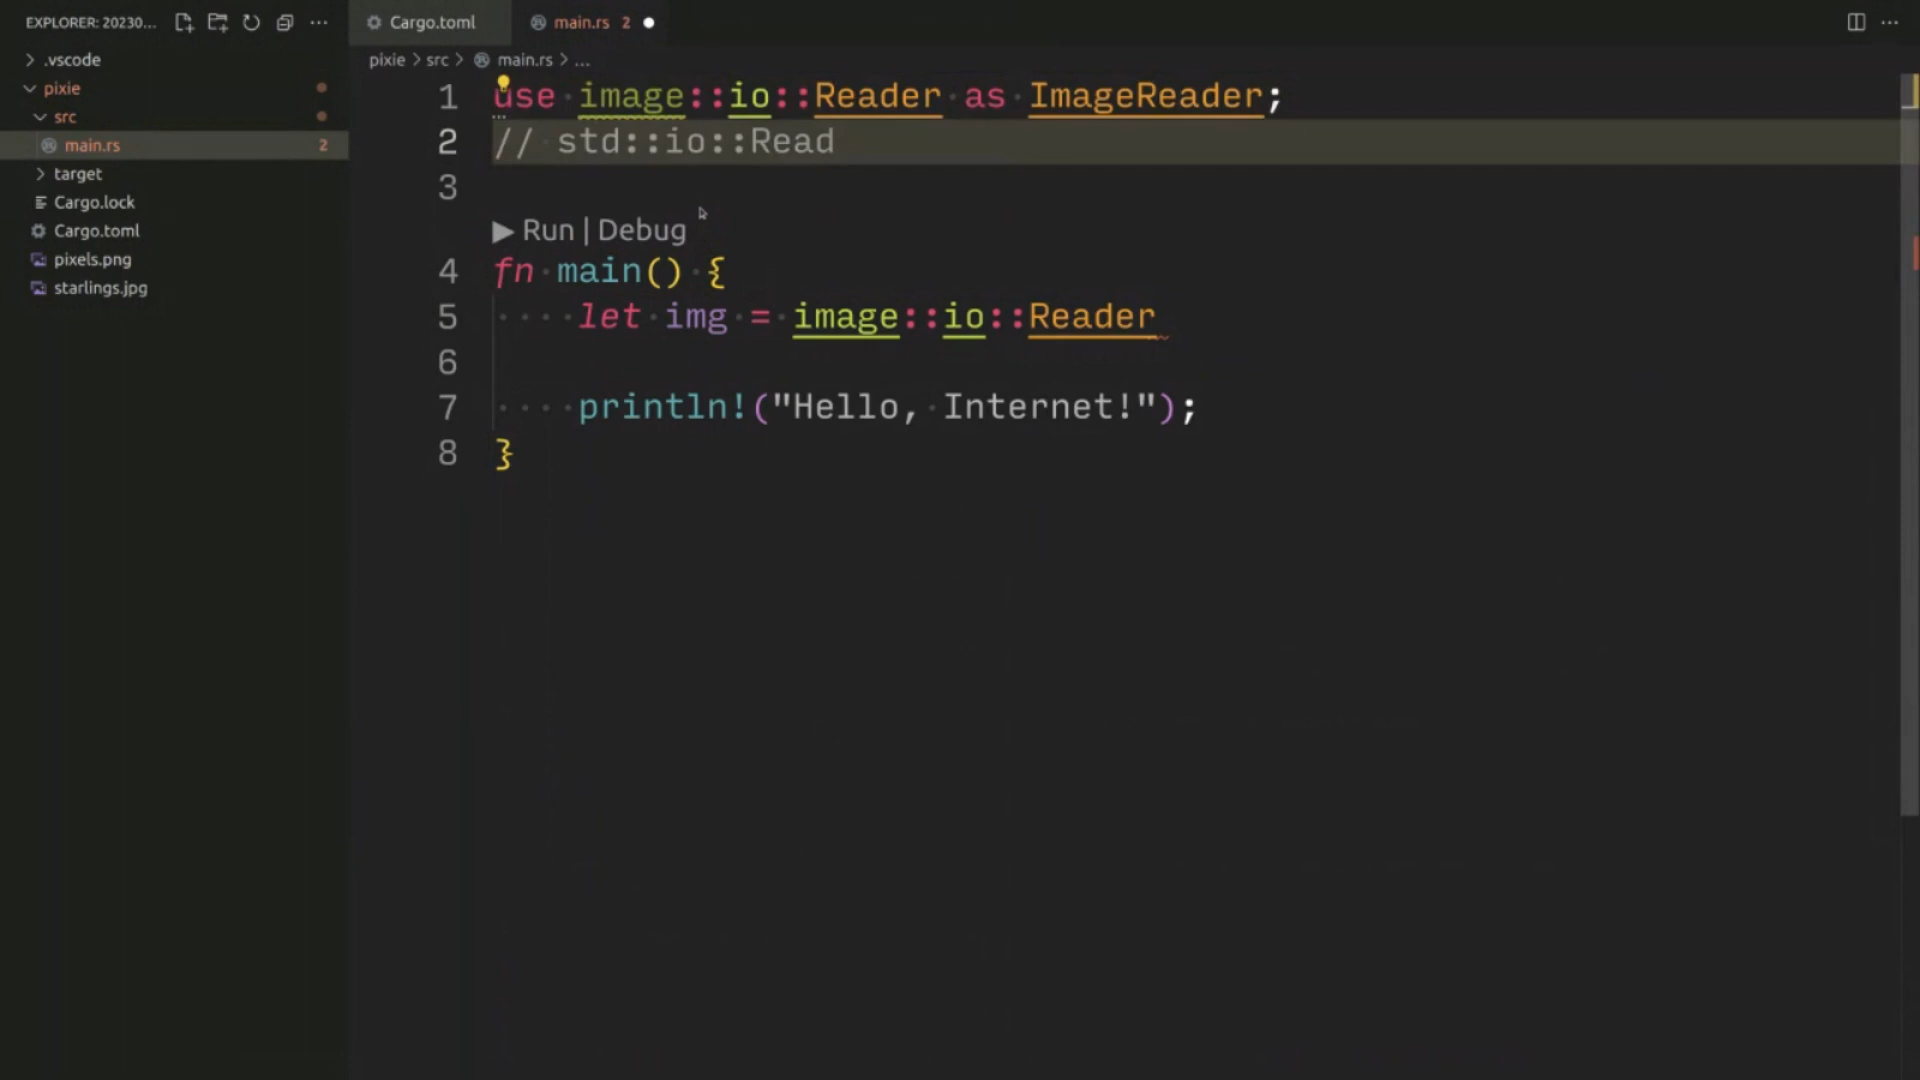 EXPLORER: 20230...
Cargo.toml
main.rs 2
.vscode
pixie
src
main.rs 2
target
Cargo.lock
Cargo.toml
pixels.png
starlings.jpg
pixie > src > main.rs > ...
1 use image::io::Reader as ImageReader;
2 // std::io::Read
3
Run | Debug
4 fn main() {
5 let img = image::io::Reader
6
7 println!("Hello, Internet!");
8 }